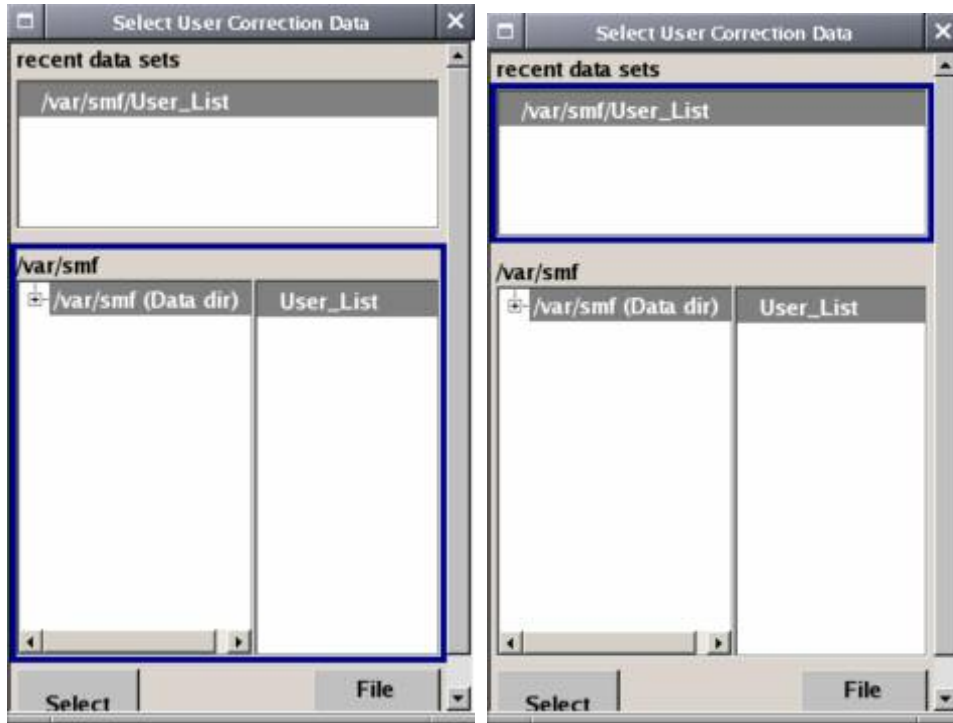 Select User Correction Data
recent data sets
/var/smf/User_List
/var/smf
/var/smf (Data dir) User_List
Select File
Select User Correction Data
recent data sets
/var/smf/User_List
/var/smf
/var/smf (Data dir) User_List
Select File